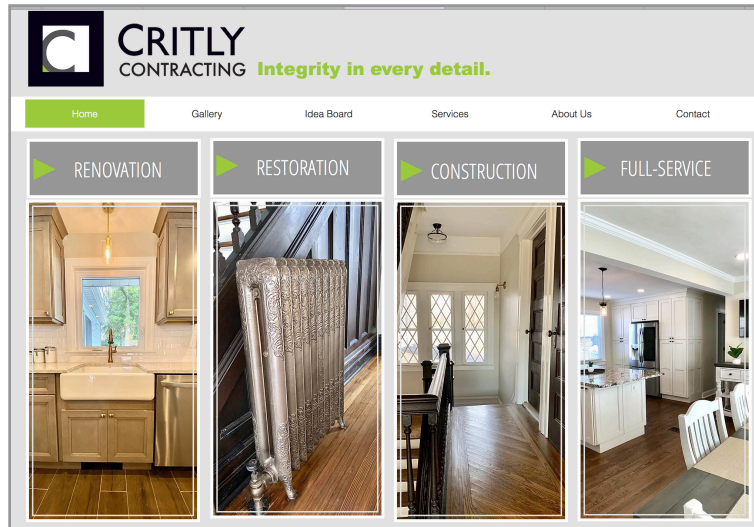 CRITLY
CONTRACTING Integrity in every detail.
Home Gallery Idea Board Services About Us Contact
RENOVATION RESTORATION CONSTRUCTION FULL-SERVICE